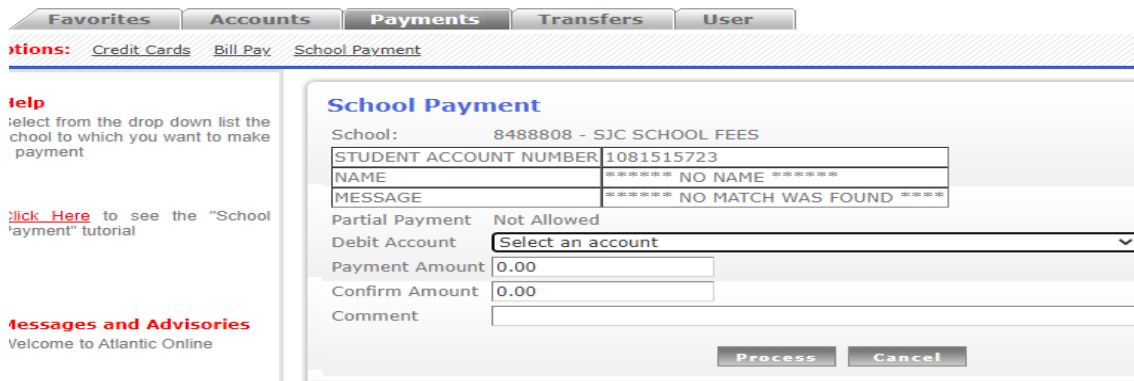 Favorites Accounts Payments Transfers User
ptions: Credit Cards Bill Pay School Payment
Help
Select from the drop down list the
chool to which you want to make
payment
Click Here to see the "School
Payment" tutorial
Messages and Advisories
Welcome to Atlantic Online
School Payment
School: 8488808 - SJC SCHOOL FEES
STUDENT ACCOUNT NUMBER 1081515723
NAME ****** NO NAME ******
MESSAGE ****** NO MATCH WAS FOUND ****
Partial Payment Not Allowed
Debit Account Select an account
Payment Amount 0.00
Confirm Amount 0.00
Comment
Process Cancel